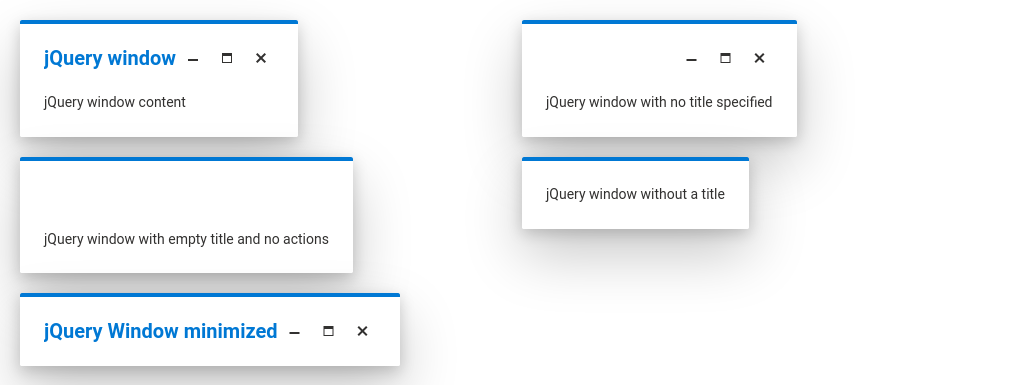 jQuery window
jQuery window content
jQuery window with no title specified
jQuery window with empty title and no actions
jQuery window without a title
jQuery Window minimized